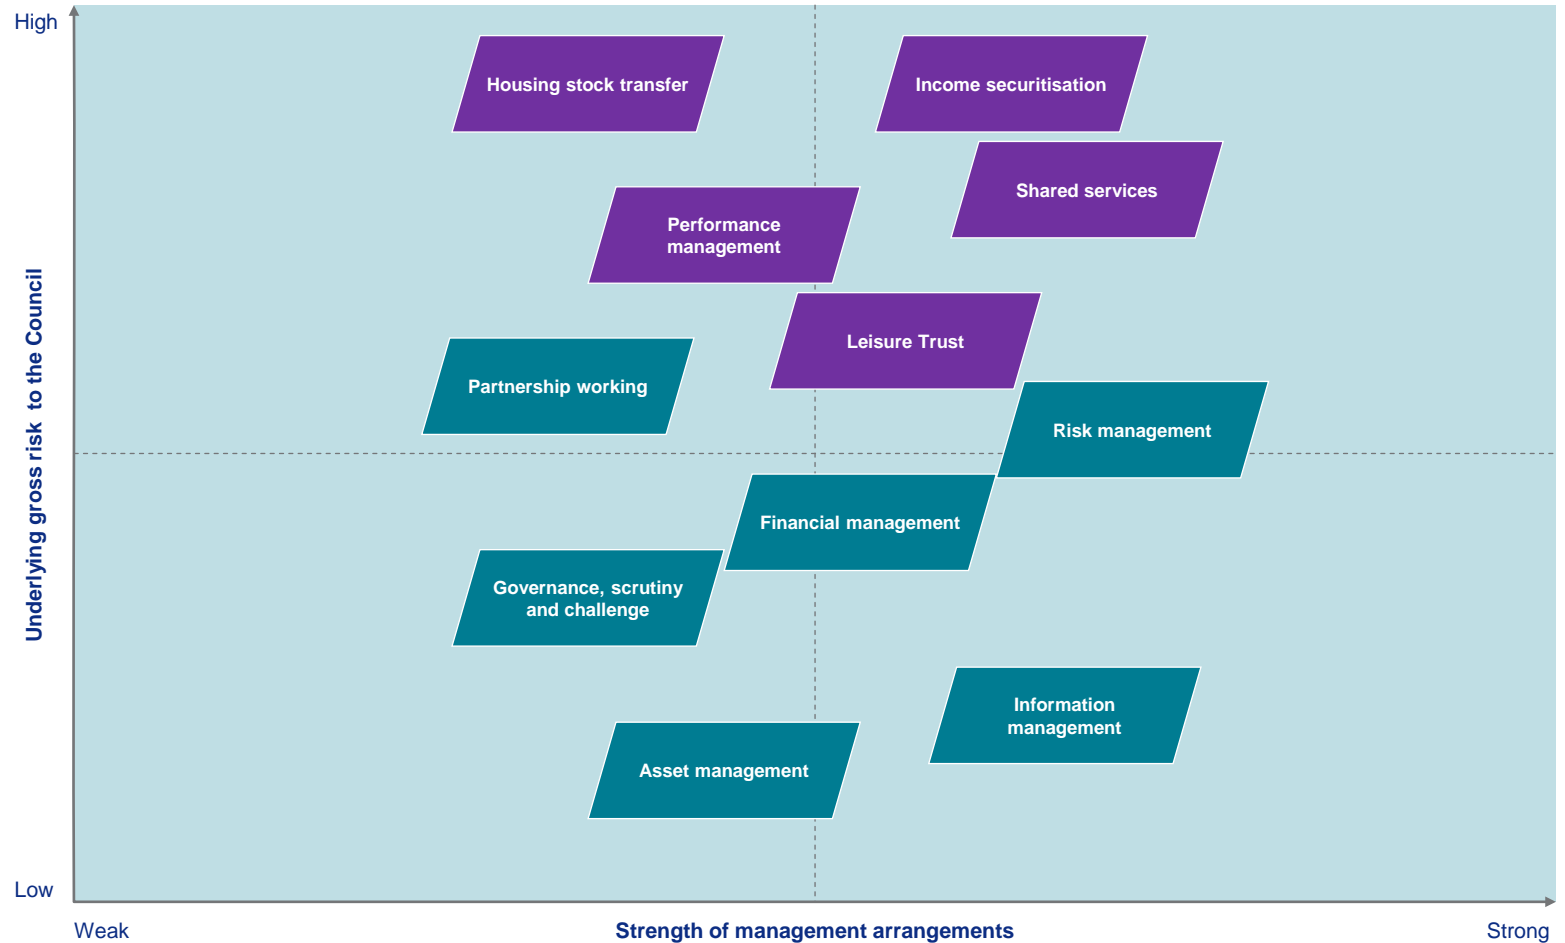 High
Housing stock transfer
Income securitisation
Shared services
Performance
management
Leisure Trust
Partnership working
Risk management
Underlying gross risk to the Council
Financial management
Governance, scrutiny
and challenge
Information
management
Asset management
Low
Weak
Strength of management arrangements
Strong